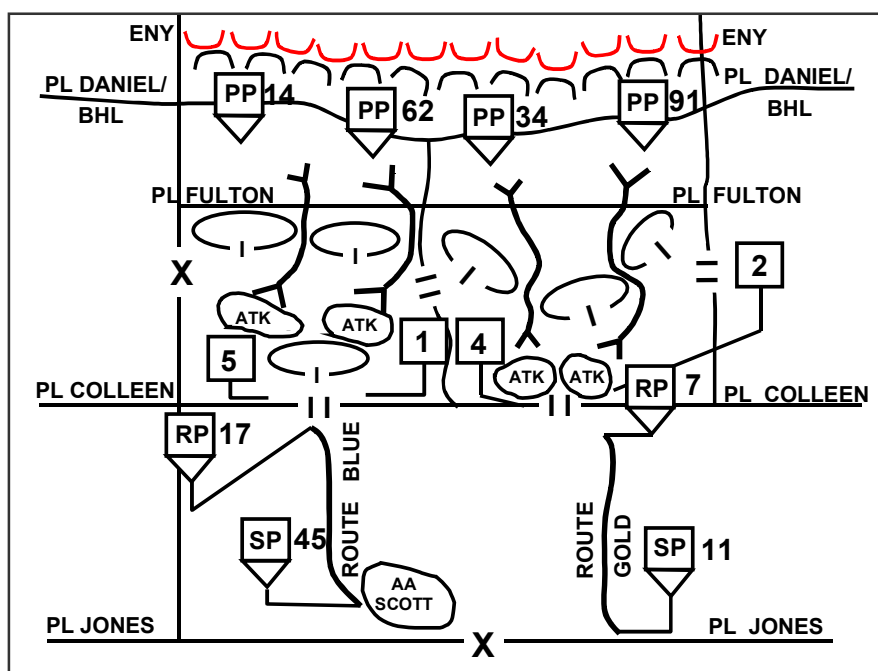 ENY
ENY
PL DANIEL/
BHL
PP 14
PP 62
PP 34
PP 91
PL DANIEL/
BHL
PL FULTON
PL FULTON
I
I
I
I
X
I I
I I
2
I
ATK
ATK
5
1
4
I
ATK
ATK
PL COLLEEN
I I
I I
RP 7
PL COLLEEN
RP 17
ROUTE BLUE
ROUTE GOLD
SP 45
SP 11
AA
SCOTT
PL JONES
X
PL JONES